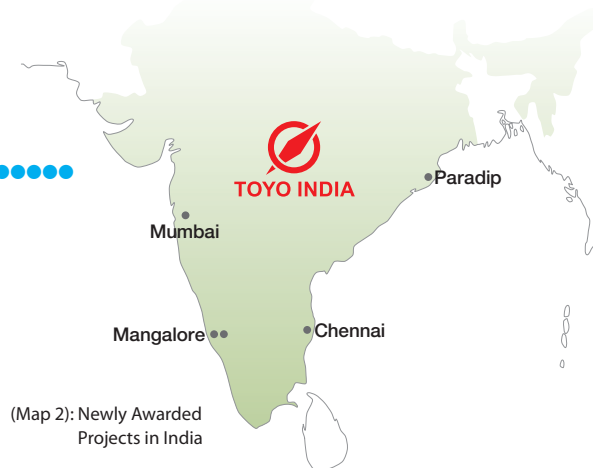 TOYO INDIA
Paradip
Mumbai
Mangalore
Chennai
(Map 2): Newly Awarded
Projects in India